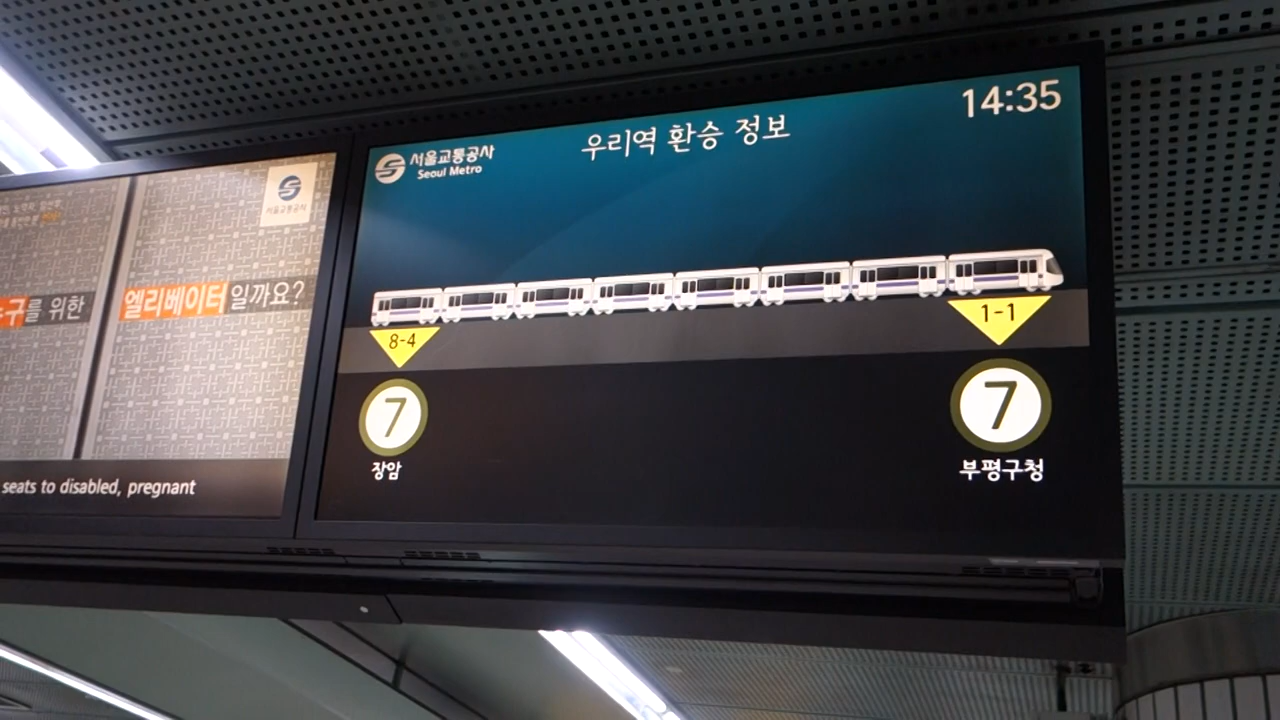 서울교통공사
누구를 위한
엘리베이터 일까요?
seats to disabled, pregnant
서울교통공사
Seoul Metro
우리역 환승 정보
14:35
8-4
1-1
7
7
장암
부평구청